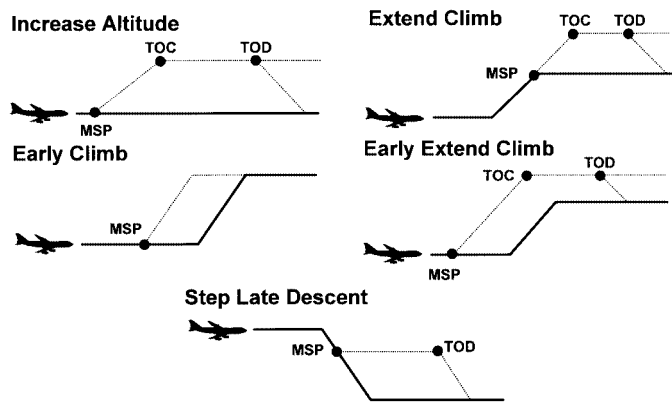 Increase Altitude
TOC
TOD
MSP
Extend Climb
TOC
TOD
MSP
Early Climb
MSP
Early Extend Climb
TOC
TOD
MSP
Step Late Descent
MSP
TOD